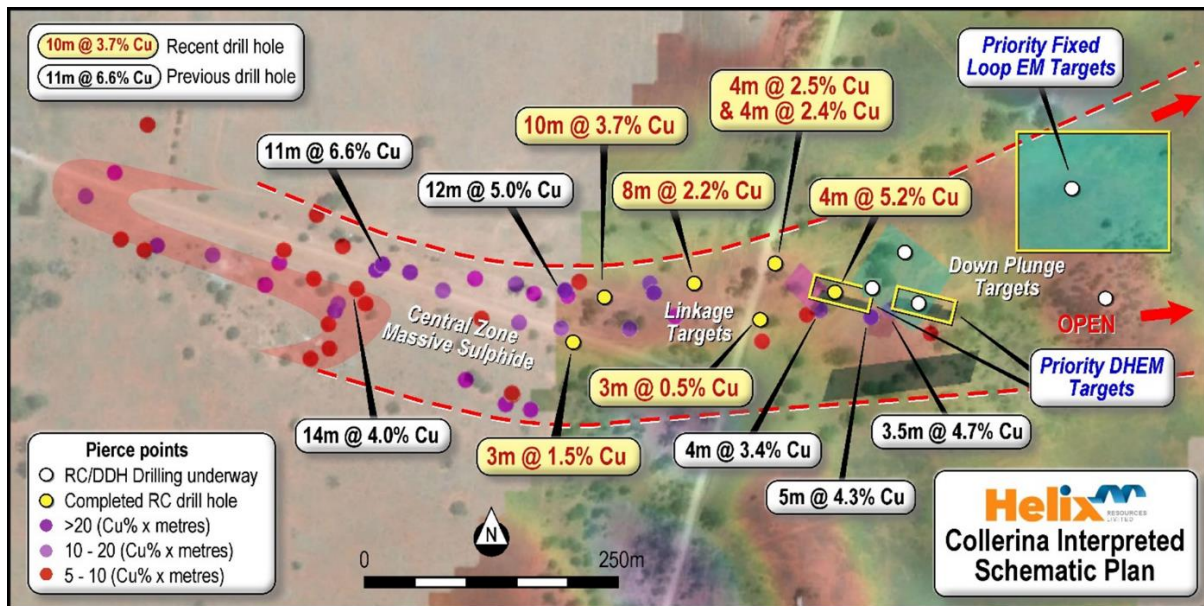 10m @ 3.7% Cu Recent drill hole
11m @ 6.6% Cu Previous drill hole
Priority Fixed
Loop EM Targets
4m @ 2.5% Cu
& 4m @ 2.4% Cu
10m @ 3.7% Cu
11m @ 6.6% Cu
12m @ 5.0% Cu
8m @ 2.2% Cu
4m @ 5.2% Cu
Down Plunge
Targets
Linkage
Targets
Central Zone
Massive Sulphide
OPEN
Priority DHEM
Targets
3m @ 0.5% Cu
14m @ 4.0% Cu
3m @ 1.5% Cu
4m @ 3.4% Cu
3.5m @ 4.7% Cu
5m @ 4.3% Cu
Pierce points
RC/DDH Drilling underway
Completed RC drill hole
>20 (Cu% x metres)
10 - 20 (Cu% x metres)
5 - 10 (Cu% x metres)
N
0 250m
Helix
RESOURCES
LIMITED
Collerina Interpreted
Schematic Plan